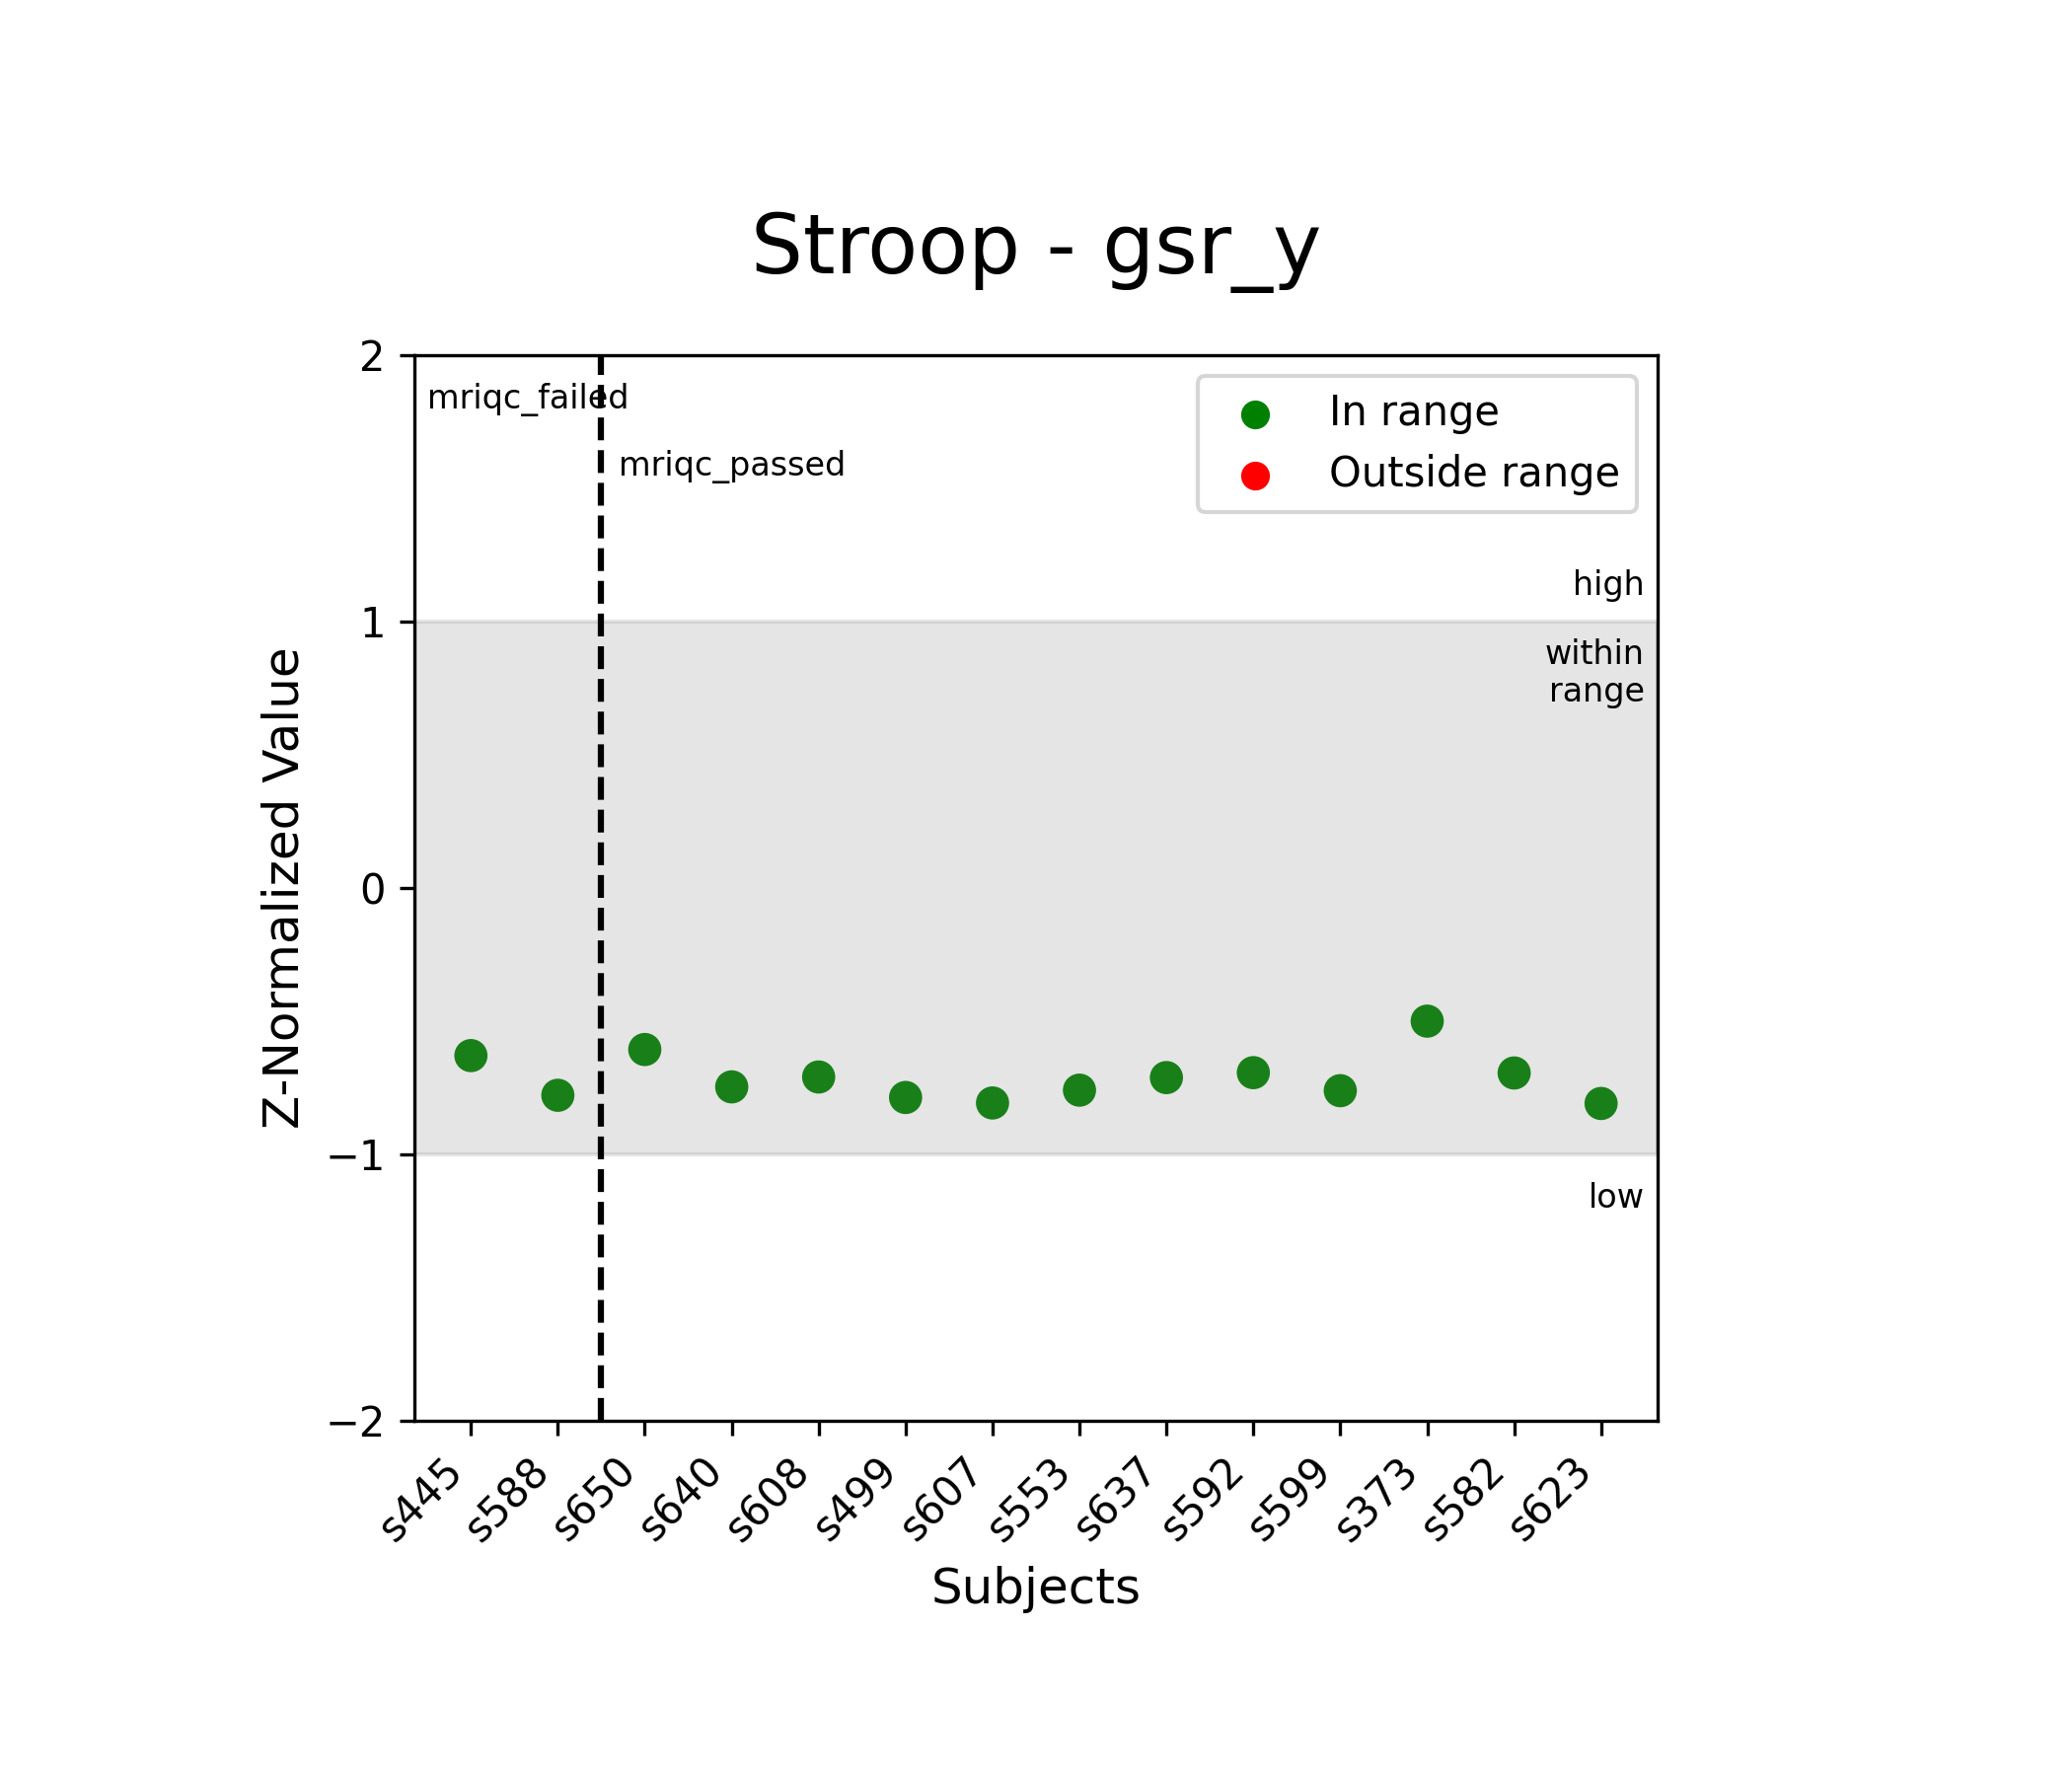 Stroop - gsr_y
2
mriqc_failed
In range
mriqc_passed
Outside range
high
1
within
range
Z-Normalized Value
0
−1
low
−2
s445
s588
s650
s640
s608
s499
s607
s553
s637
s592
s599
s373
s582
s623
Subjects